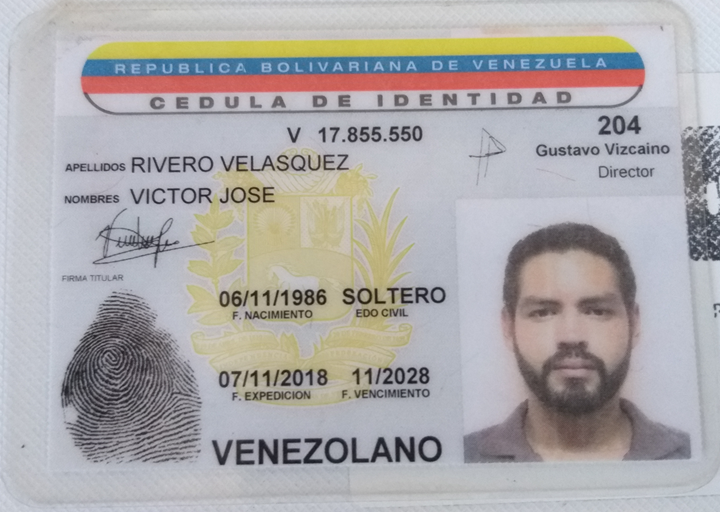 REPUBLICA BOLIVARIANA DE VENEZUELA
CEDULA DE IDENTIDAD
V 17.855.550
204
Gustavo Vizcaino
Director
APELLIDOS RIVERO VELASQUEZ
NOMBRES VICTOR JOSE
FIRMA TITULAR
06/11/1986 SOLTERO
F. NACIMIENTO EDO CIVIL
07/11/2018 11/2028
F. EXPEDICION F. VENCIMIENTO
VENEZOLANO